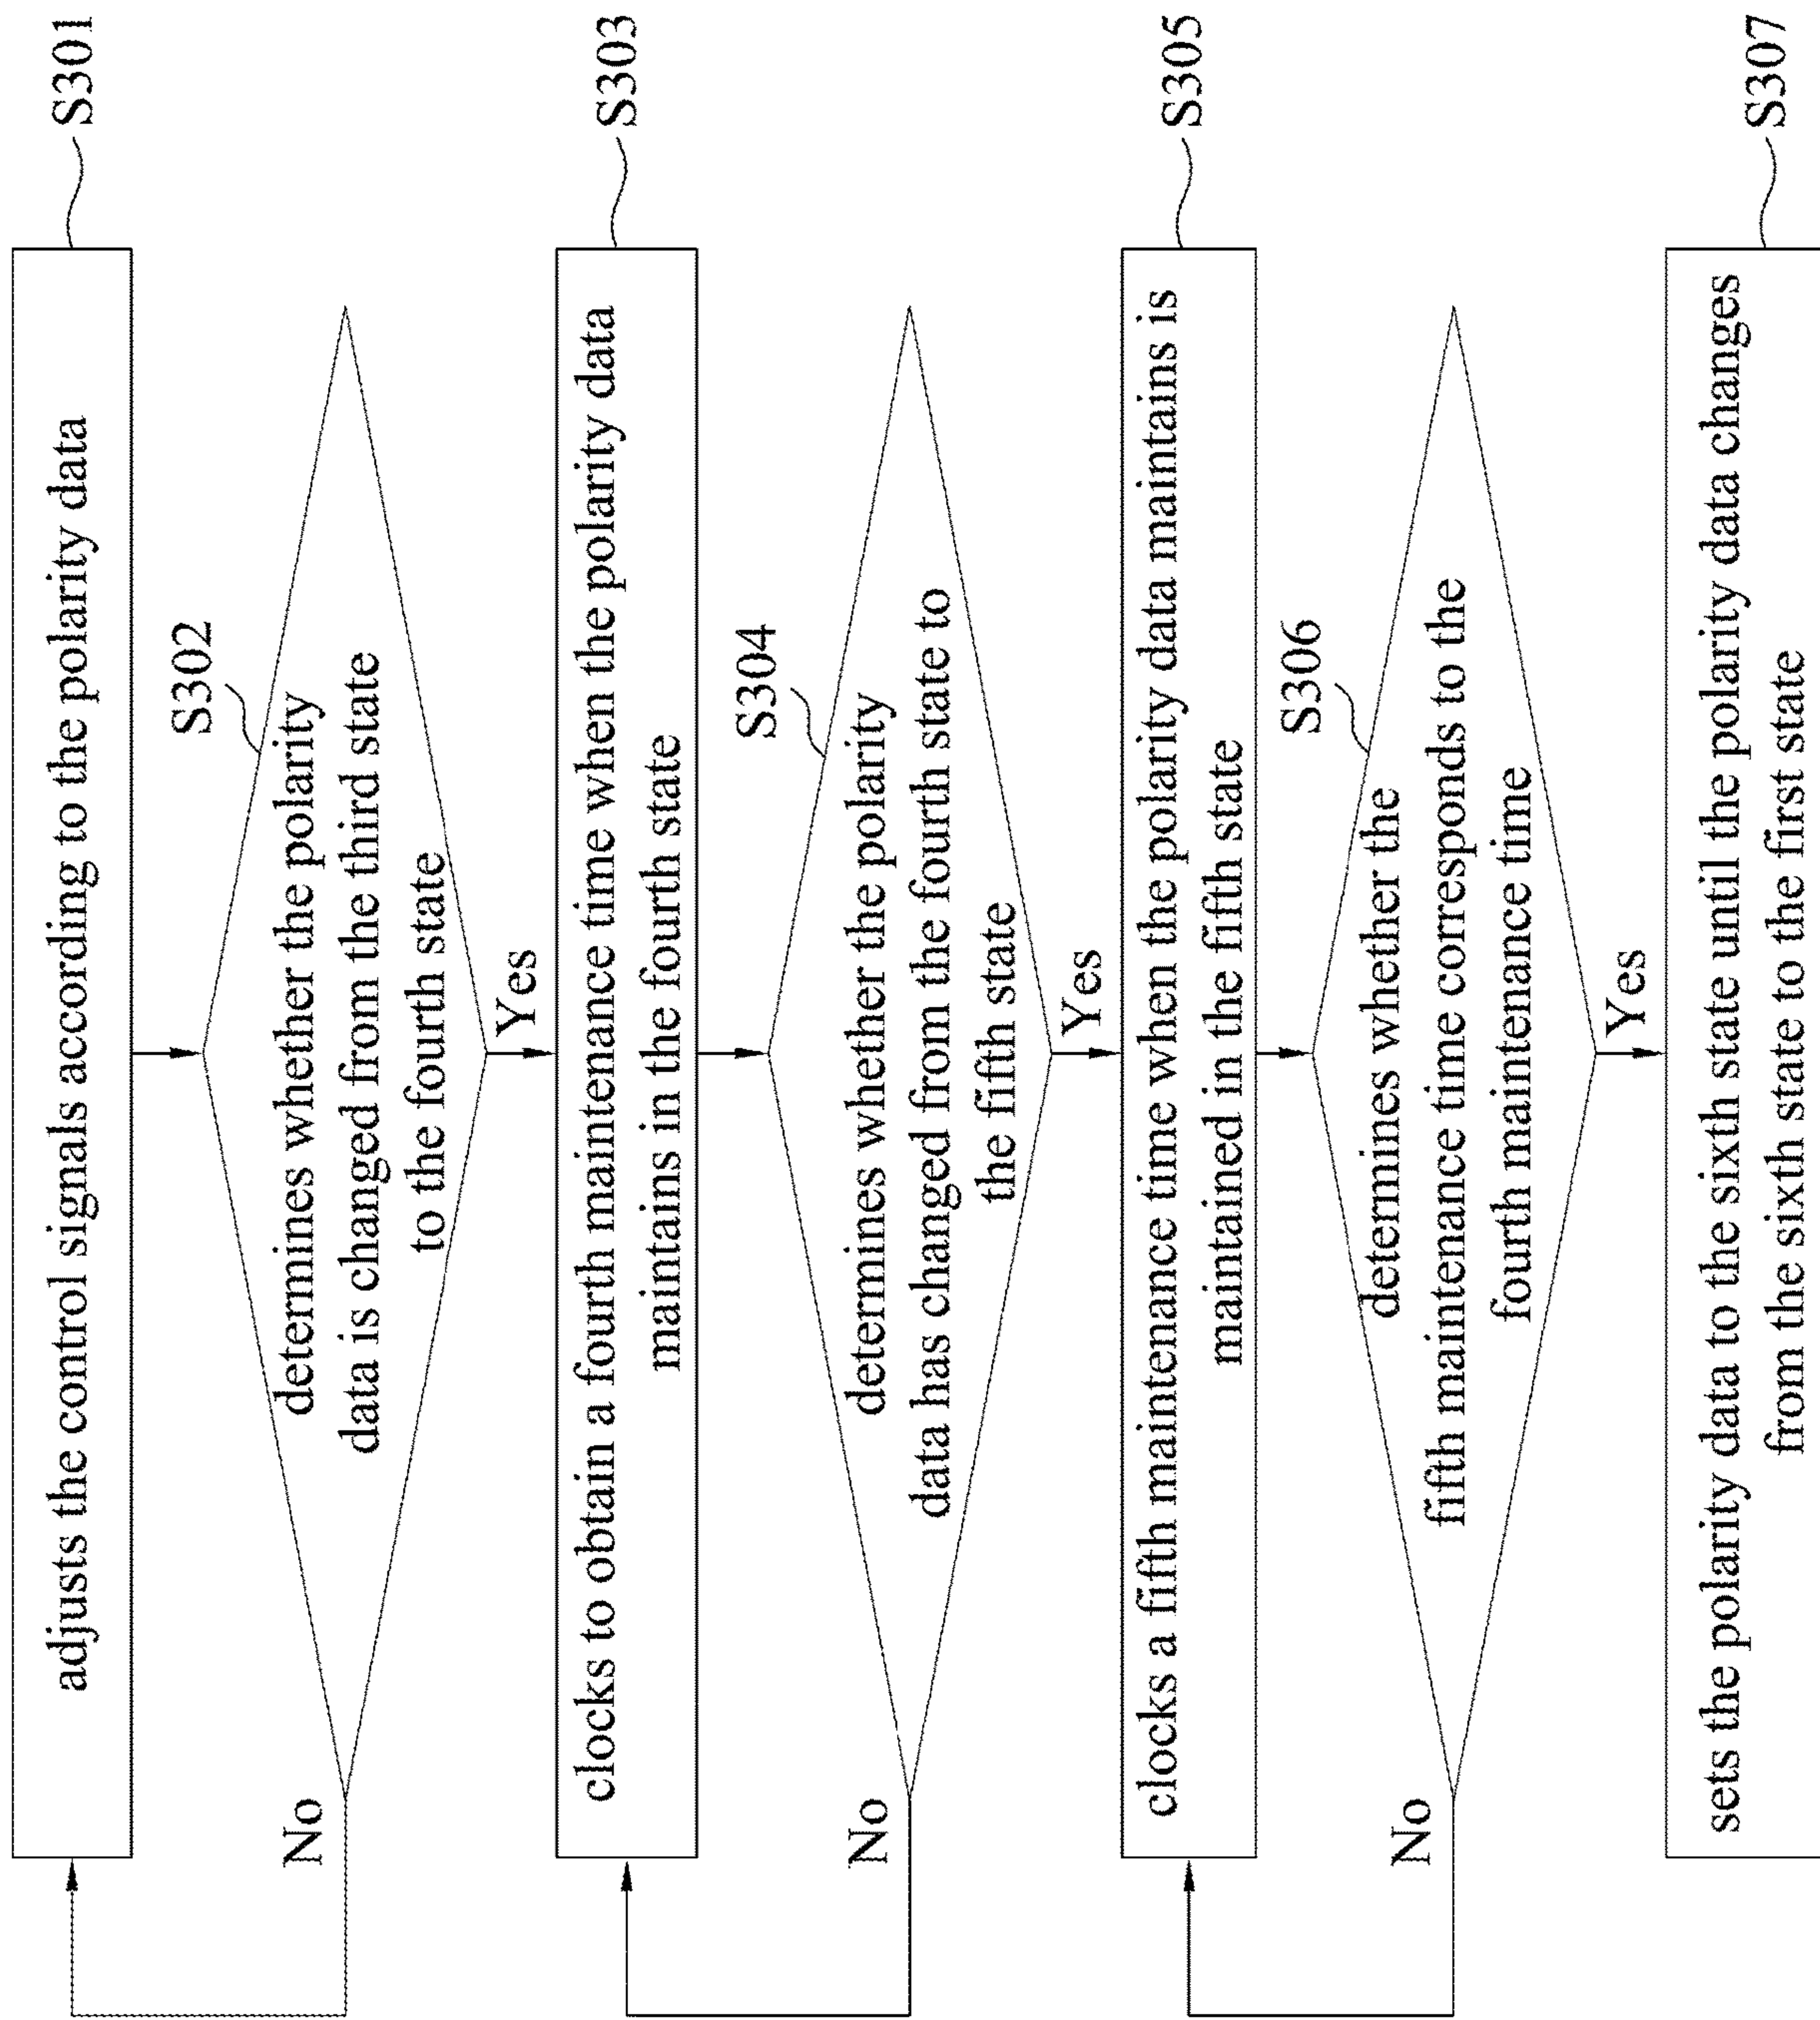 adjusts the control signals according to the polarity data
S301
S302
determines whether the polarity
data is changed from the third state
to the fourth state
No
Yes
clocks to obtain a fourth maintenance time when the polarity data
maintains in the fourth state
S303
S304
determines whether the polarity
data has changed from the fourth state to
the fifth state
No
Yes
clocks a fifth maintenance time when the polarity data maintains is
maintained in the fifth state
S305
S306
determines whether the
fifth maintenance time corresponds to the
fourth maintenance time
No
Yes
sets the polarity data to the sixth state until the polarity data changes
from the sixth state to the first state
S307